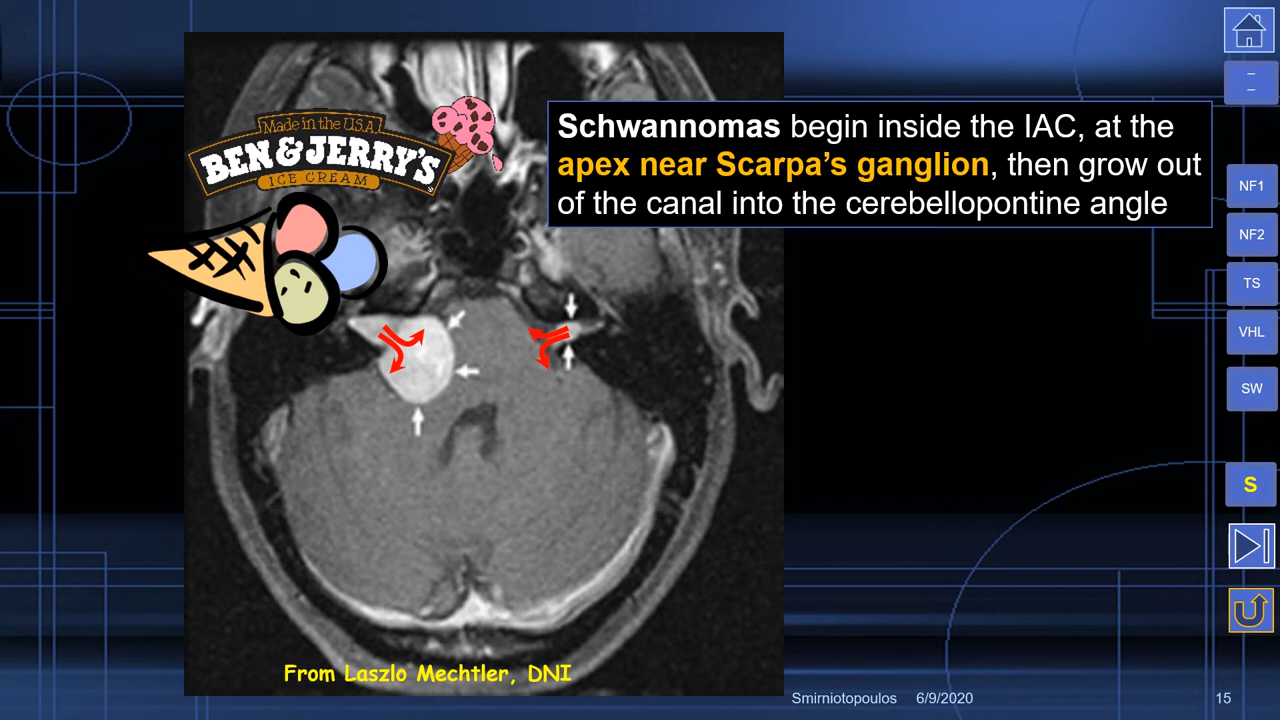 Made in the U.S.A.
BEN & JERRY'S
ICE CREAM
Schwannomas begin inside the IAC, at the
apex near Scarpa's ganglion, then grow out
of the canal into the cerebellopontine angle
NF1
NF2
TS
VHL
SW
S
From Laszlo Mechtler, DNI
Smirniotopoulos 6/9/2020 15